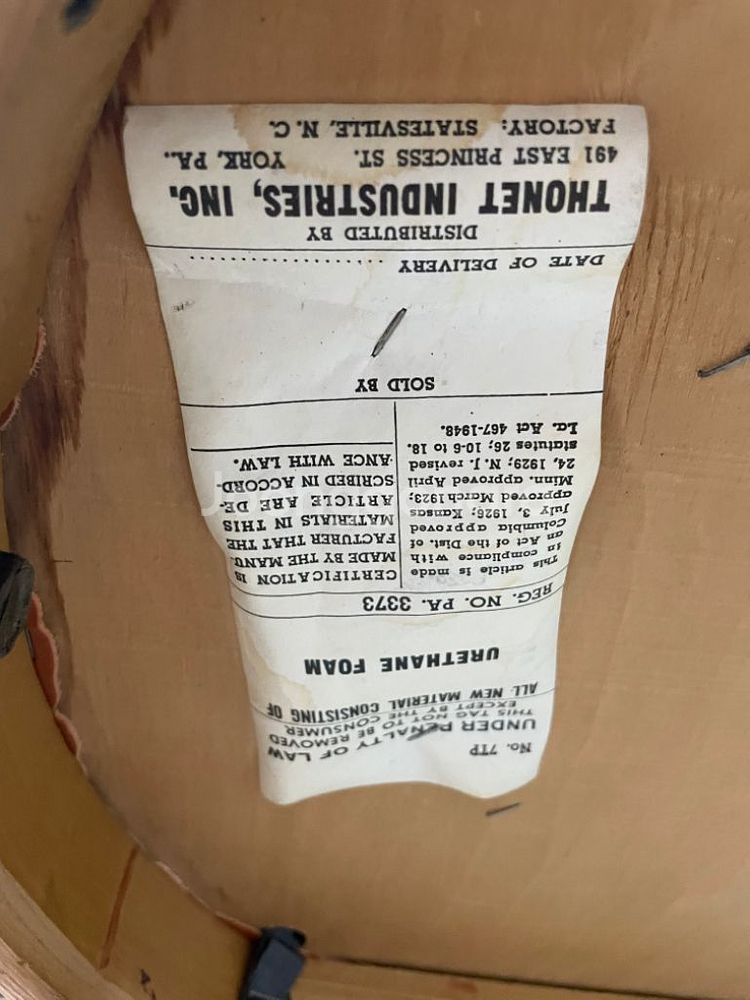 No. 7TP
UNDER PENALTY OF LAW
THIS TAG NOT TO BE REMOVED
EXCEPT BY THE CONSUMER
ALL NEW MATERIAL CONSISTING OF
URETHANE FOAM
REG. NO. PA. 3373
This article is made
in compliance with
an Act of the Dist. of
Columbia approved
July 3, 1926; Kansas
approved March 1923;
Minn. approved April
24, 1929; N. J. revised
statutes 26; 10-6 to 18.
La. Act 467-1948.
CERTIFICATION IS
MADE BY THE MANU-
FACTURER THAT THE
MATERIALS IN THIS
ARTICLE ARE DE-
SCRIBED IN ACCORD-
ANCE WITH LAW.
SOLD BY
DATE OF DELIVERY ....................
DISTRIBUTED BY
THONET INDUSTRIES, INC.
491 EAST PRINCESS ST. YORK, PA.
FACTORY: STATESVILLE, N. C.